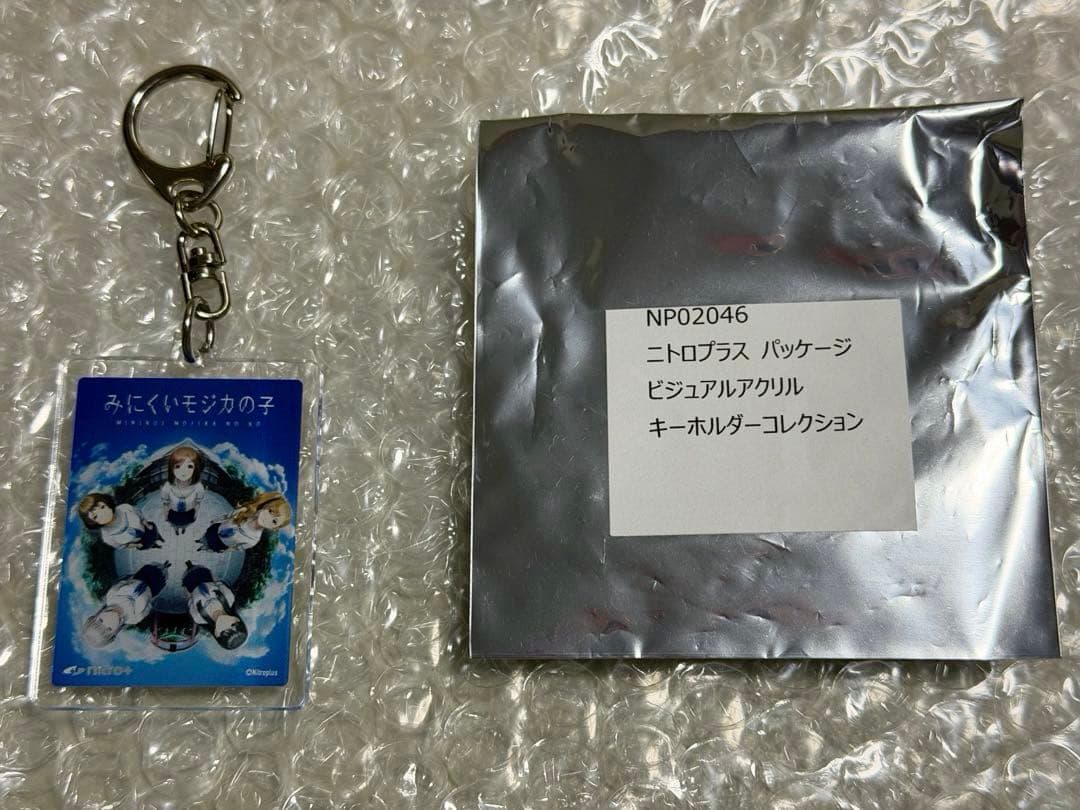 みにくいモジカの子
MINIKUI MOJIKA NO KO
nitro+
©Nitroplus
NP02046
ニトロプラス パッケージ
ビジュアルアクリル
キーホルダーコレクション